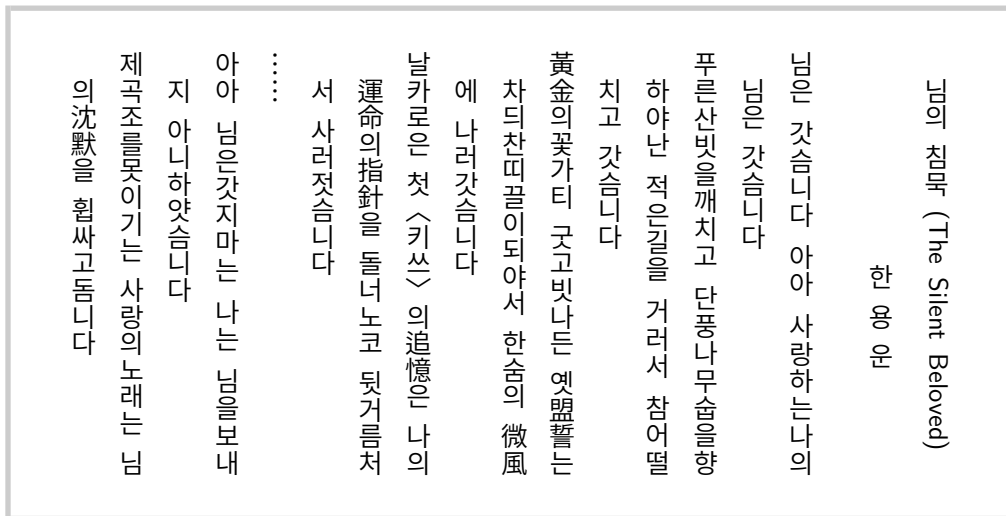 님의 침묵 (The Silent Beloved)
한용운
님은 갓슴니다 아아 사랑하는나의
님은 갓슴니다
푸른산빗을깨치고 단풍나무숩을향
하야난 적은길을 거러서 참어떨
치고 갓슴니다
黃金의꽃가티 굿고빗나든 옛盟誓는
차듸찬띠끌이되야서 한숨의 微風
에 나러갓슴니다
날카로은 첫〈키쓰〉의追憶은 나의
運命의指針을 돌너노코 뒷거름처
서 사러젓슴니다
……
아아 님은갓지마는 나는 님을보내
지 아니하얏슴니다
제곡조를못이기는 사랑의노래는 님
의沈默을 휩싸고돔니다